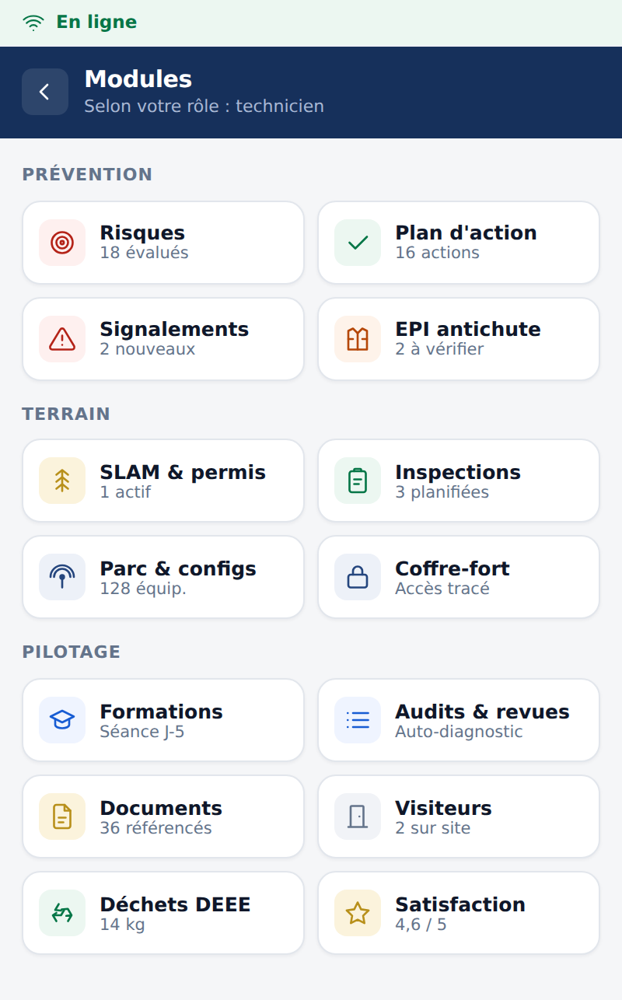 En ligne
Modules
Selon votre rôle : technicien
PRÉVENTION
Risques
18 évalués
Plan d'action
16 actions
Signalements
2 nouveaux
EPI antichute
2 à vérifier
TERRAIN
SLAM & permis
1 actif
Inspections
3 planifiées
Parc & configs
128 équip.
Coffre-fort
Accès tracé
PILOTAGE
Formations
Séance J-5
Audits & revues
Auto-diagnostic
Documents
36 référencés
Visiteurs
2 sur site
Déchets DEEE
14 kg
Satisfaction
4,6 / 5